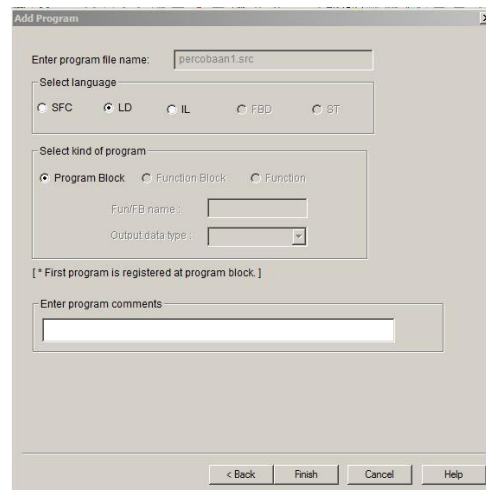 Add Program
Enter program file name: percobaan1.src
Select language
SFC LD IL FBD ST
Select kind of program
Program Block Function Block Function
Fun/FB name :
Output data type :
[ * First program is registered at program block. ]
Enter program comments
< Back Finish Cancel Help